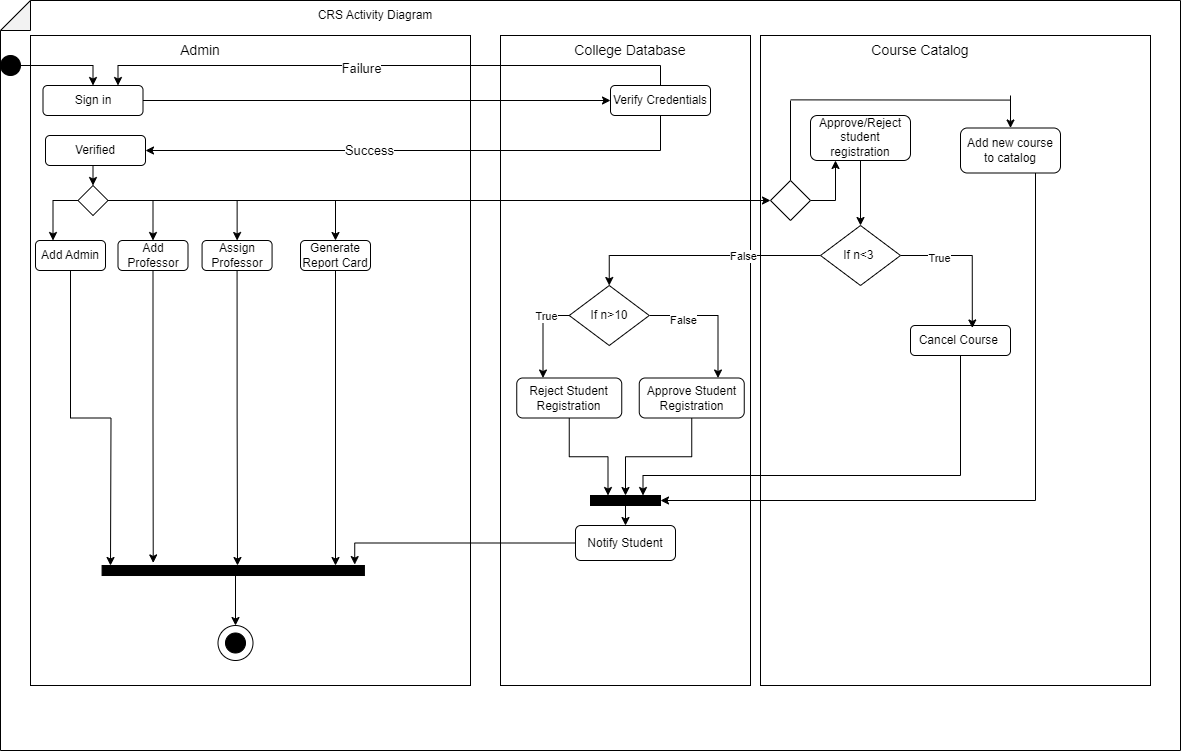 CRS Activity Diagram
Admin
College Database
Course Catalog
Failure
Sign in
Verify Credentials
Approve/Reject
student
registration
Add new course
to catalog
Verified
Success
Add Admin
Add
Professor
Assign
Professor
Generate
Report Card
False
If n<3
True
True
If n>10
False
Cancel Course
Reject Student
Registration
Approve Student
Registration
Notify Student